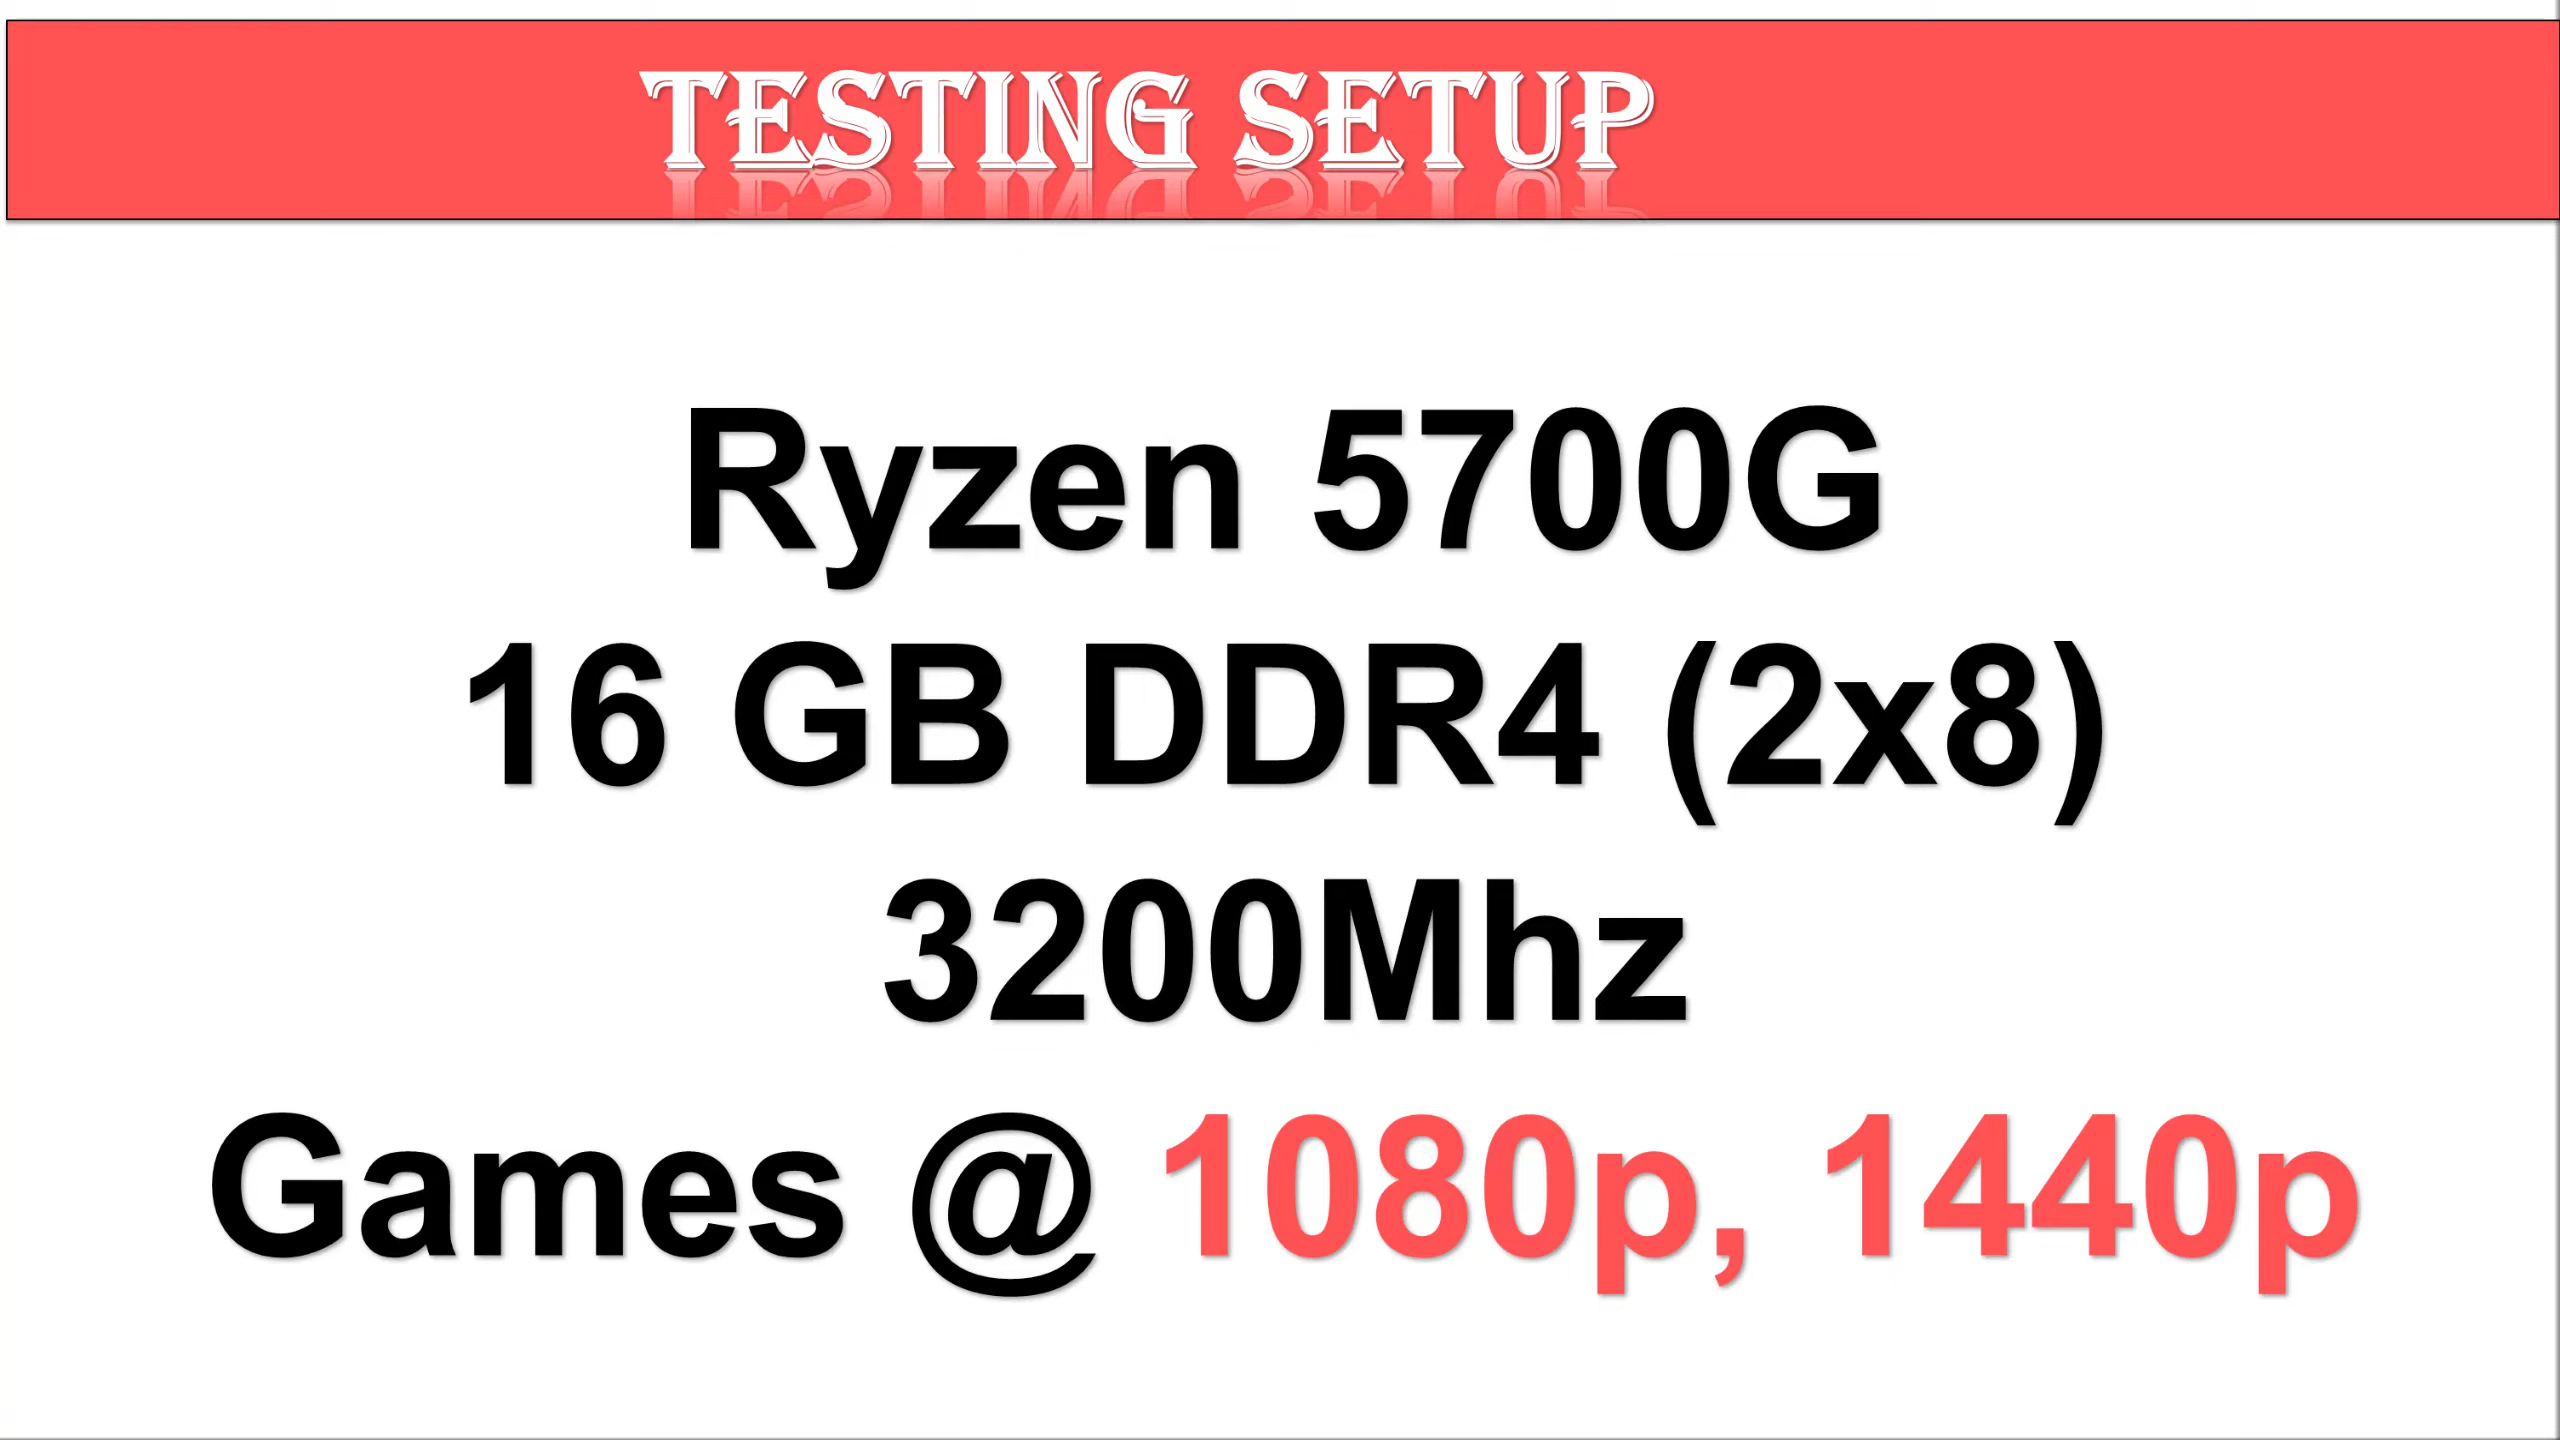 TESTING SETUP
Ryzen 5700G
16 GB DDR4 (2x8)
3200Mhz
Games @ 1080p, 1440p